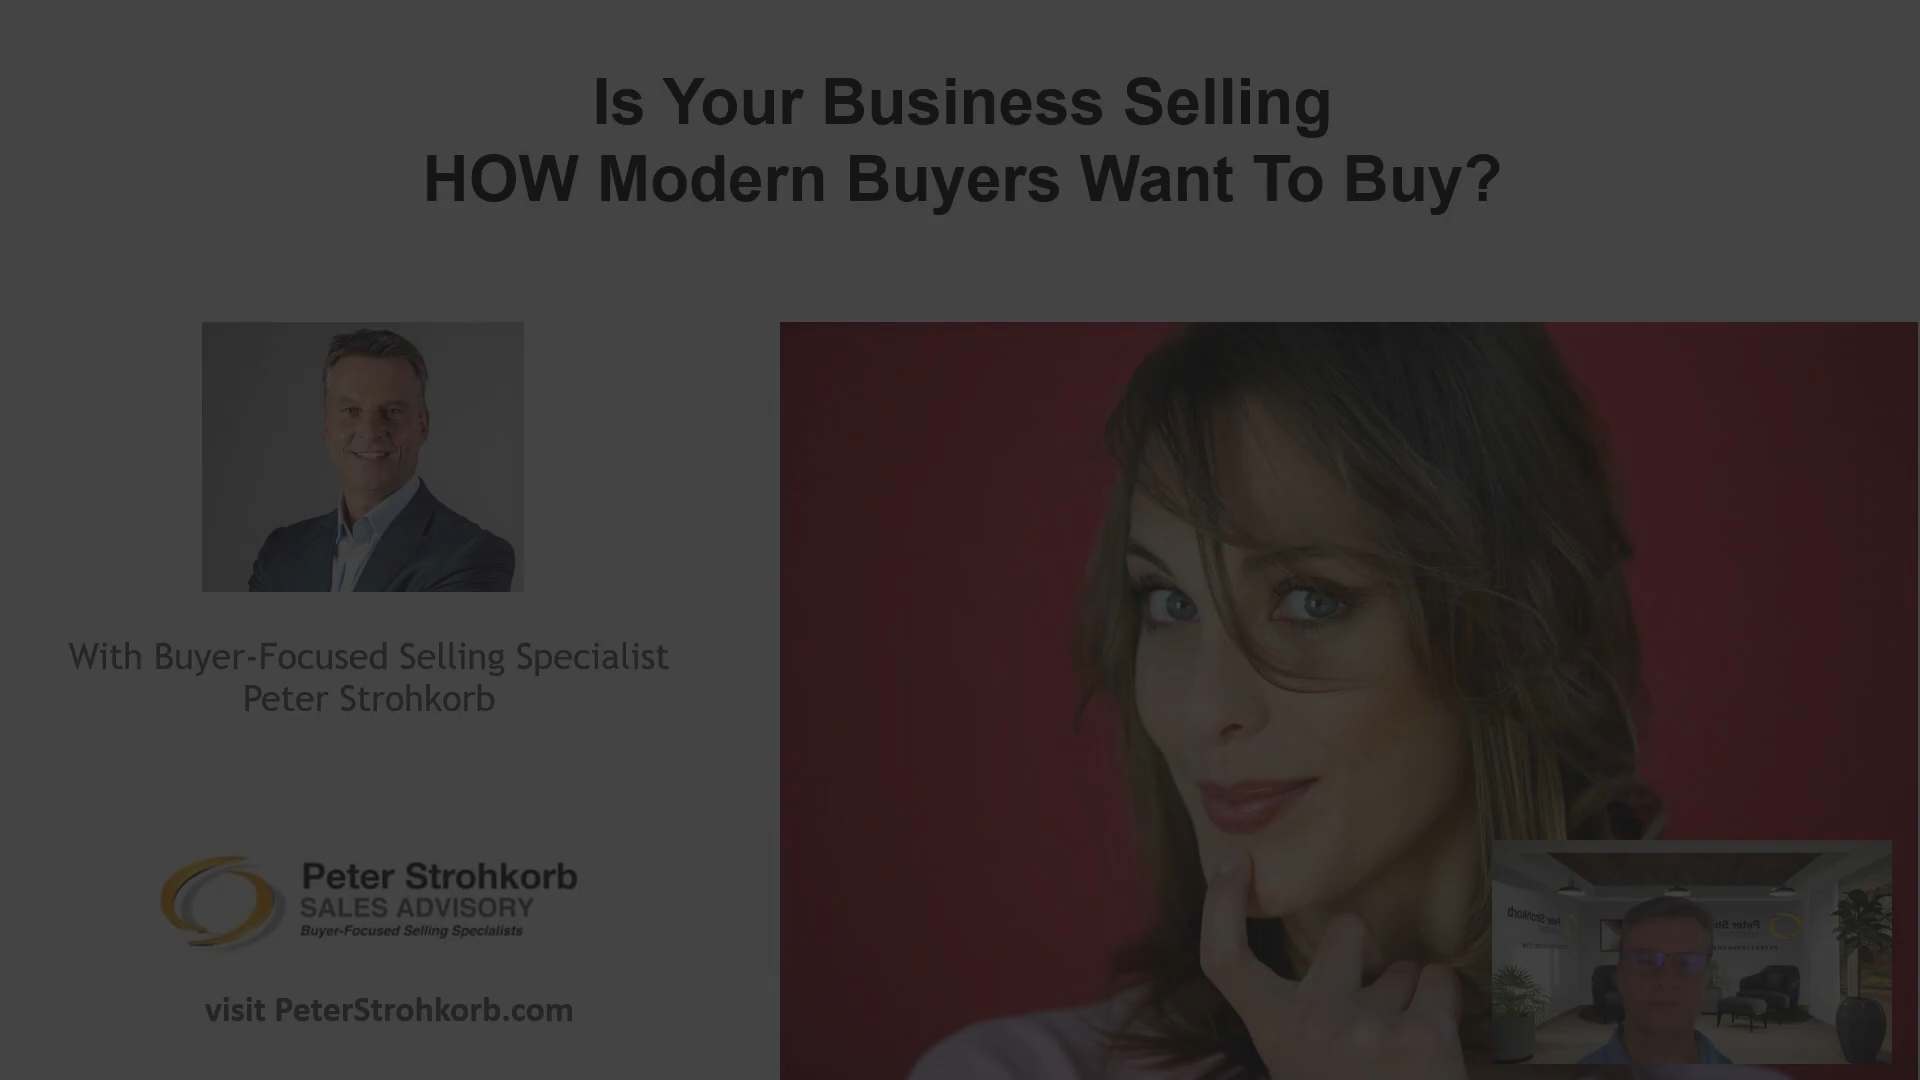 Is Your Business Selling
HOW Modern Buyers Want To Buy?
With Buyer-Focused Selling Specialist
Peter Strohkorb
Peter Strohkorb
SALES ADVISORY
Buyer-Focused Selling Specialists
visit PeterStrohkorb.com